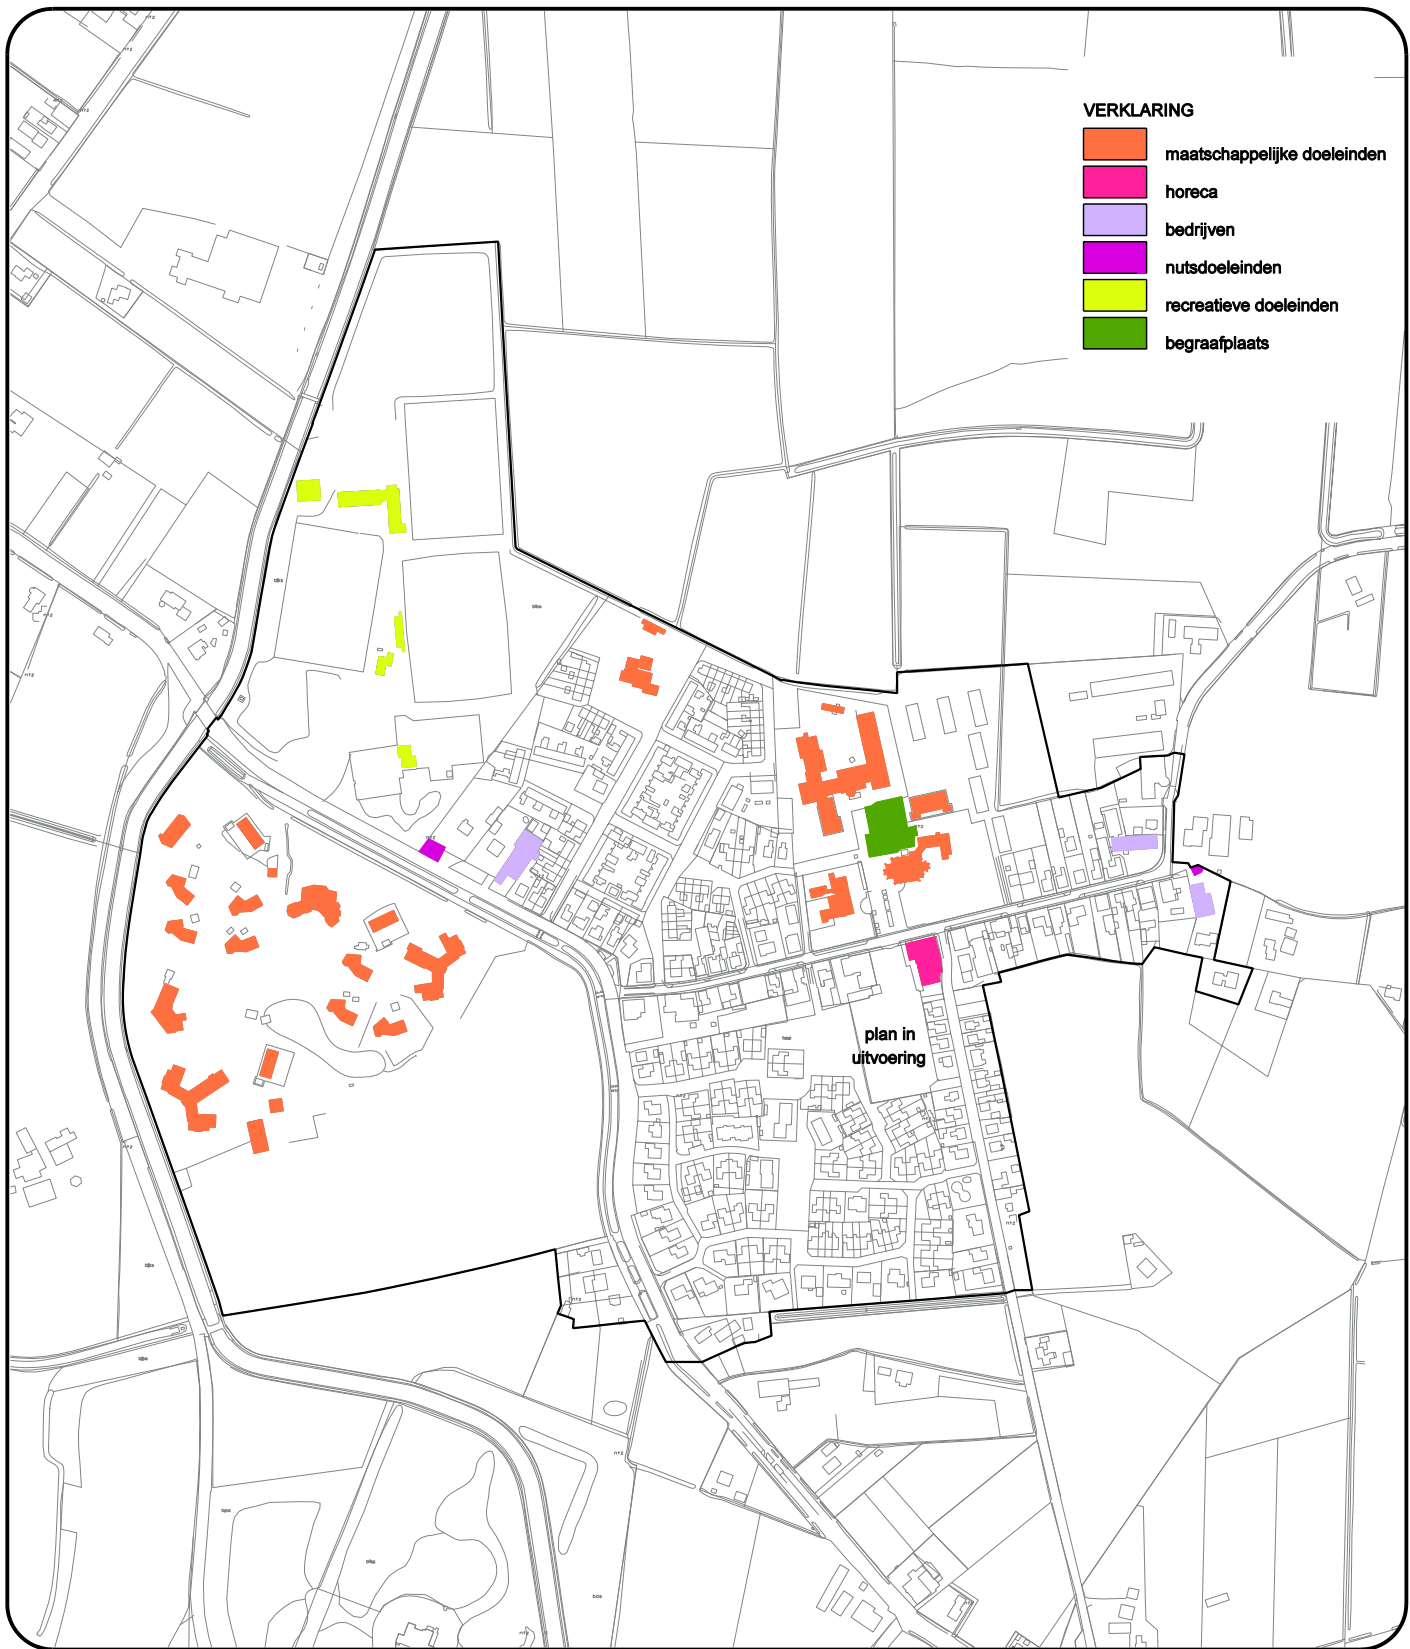 VERKLARING
maatschappelijke doeleinden
horeca
bedrijven
nutsdoeleinden
recreatieve doeleinden
begraafplaats
plan in
uitvoering